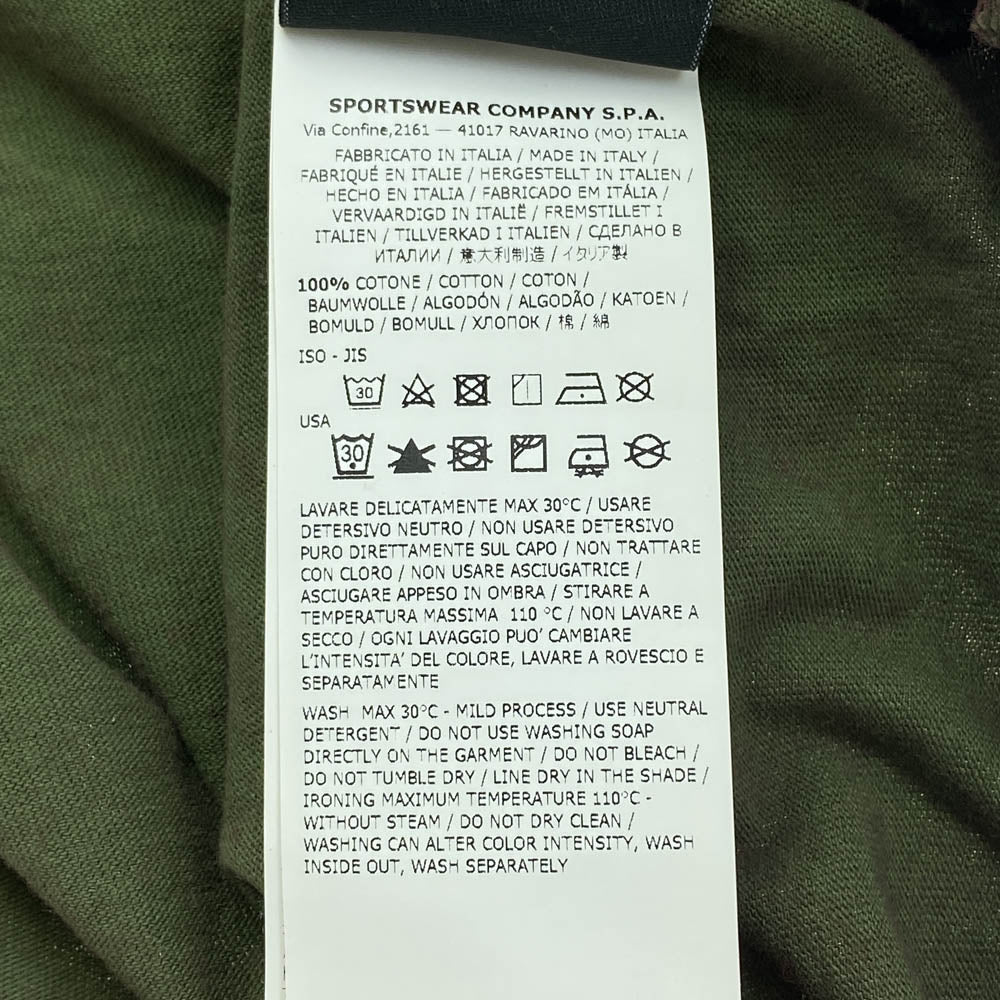 SPORTSWEAR COMPANY S.P.A.
Via Confine,2161 — 41017 RAVARINO (MO) ITALIA
FABBRICATO IN ITALIA / MADE IN ITALY /
FABRIQUÉ EN ITALIE / HERGESTELLT IN ITALIEN /
HECHO EN ITALIA / FABRICADO EM ITÁLIA /
VERVAARDIGD IN ITALIË / FREMSTILLET I
ITALIEN / TILLVERKAD I ITALIEN / СДЕЛАНО В
ИТАЛИИ / 意大利制造 / イタリア製
100% COTONE / COTTON / COTON /
BAUMWOLLE / ALGODÓN / ALGODÃO / KATOEN /
BOMULD / BOMULL / ХЛОПОК / 棉 / 綿
ISO - JIS
30
USA
30
LAVARE DELICATAMENTE MAX 30°C / USARE
DETERSIVO NEUTRO / NON USARE DETERSIVO
PURO DIRETTAMENTE SUL CAPO / NON TRATTARE
CON CLORO / NON USARE ASCIUGATRICE /
ASCIUGARE APPESO IN OMBRA / STIRARE A
TEMPERATURA MASSIMA 110 °C / NON LAVARE A
SECCO / OGNI LAVAGGIO PUO' CAMBIARE
L'INTENSITA' DEL COLORE, LAVARE A ROVESCIO E
SEPARATAMENTE
WASH MAX 30°C - MILD PROCESS / USE NEUTRAL
DETERGENT / DO NOT USE WASHING SOAP
DIRECTLY ON THE GARMENT / DO NOT BLEACH /
DO NOT TUMBLE DRY / LINE DRY IN THE SHADE /
IRONING MAXIMUM TEMPERATURE 110°C -
WITHOUT STEAM / DO NOT DRY CLEAN /
WASHING CAN ALTER COLOR INTENSITY, WASH
INSIDE OUT, WASH SEPARATELY